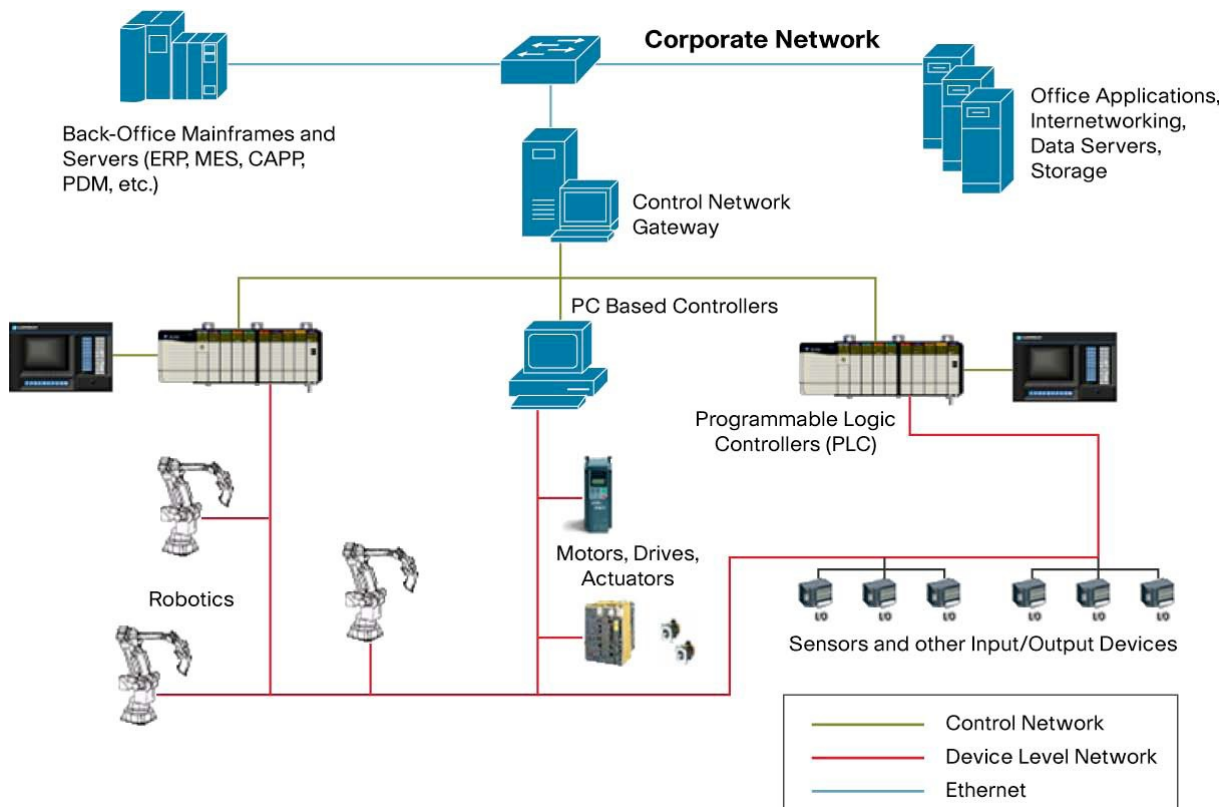 Corporate Network
Back-Office Mainframes and
Servers (ERP, MES, CAPP,
PDM, etc.)
Office Applications,
Internetworking,
Data Servers,
Storage
Control Network
Gateway
PC Based Controllers
Programmable Logic
Controllers (PLC)
Motors, Drives,
Actuators
Robotics
I/O
I/O
I/O
I/O
I/O
I/O
Sensors and other Input/Output Devices
Control Network
Device Level Network
Ethernet